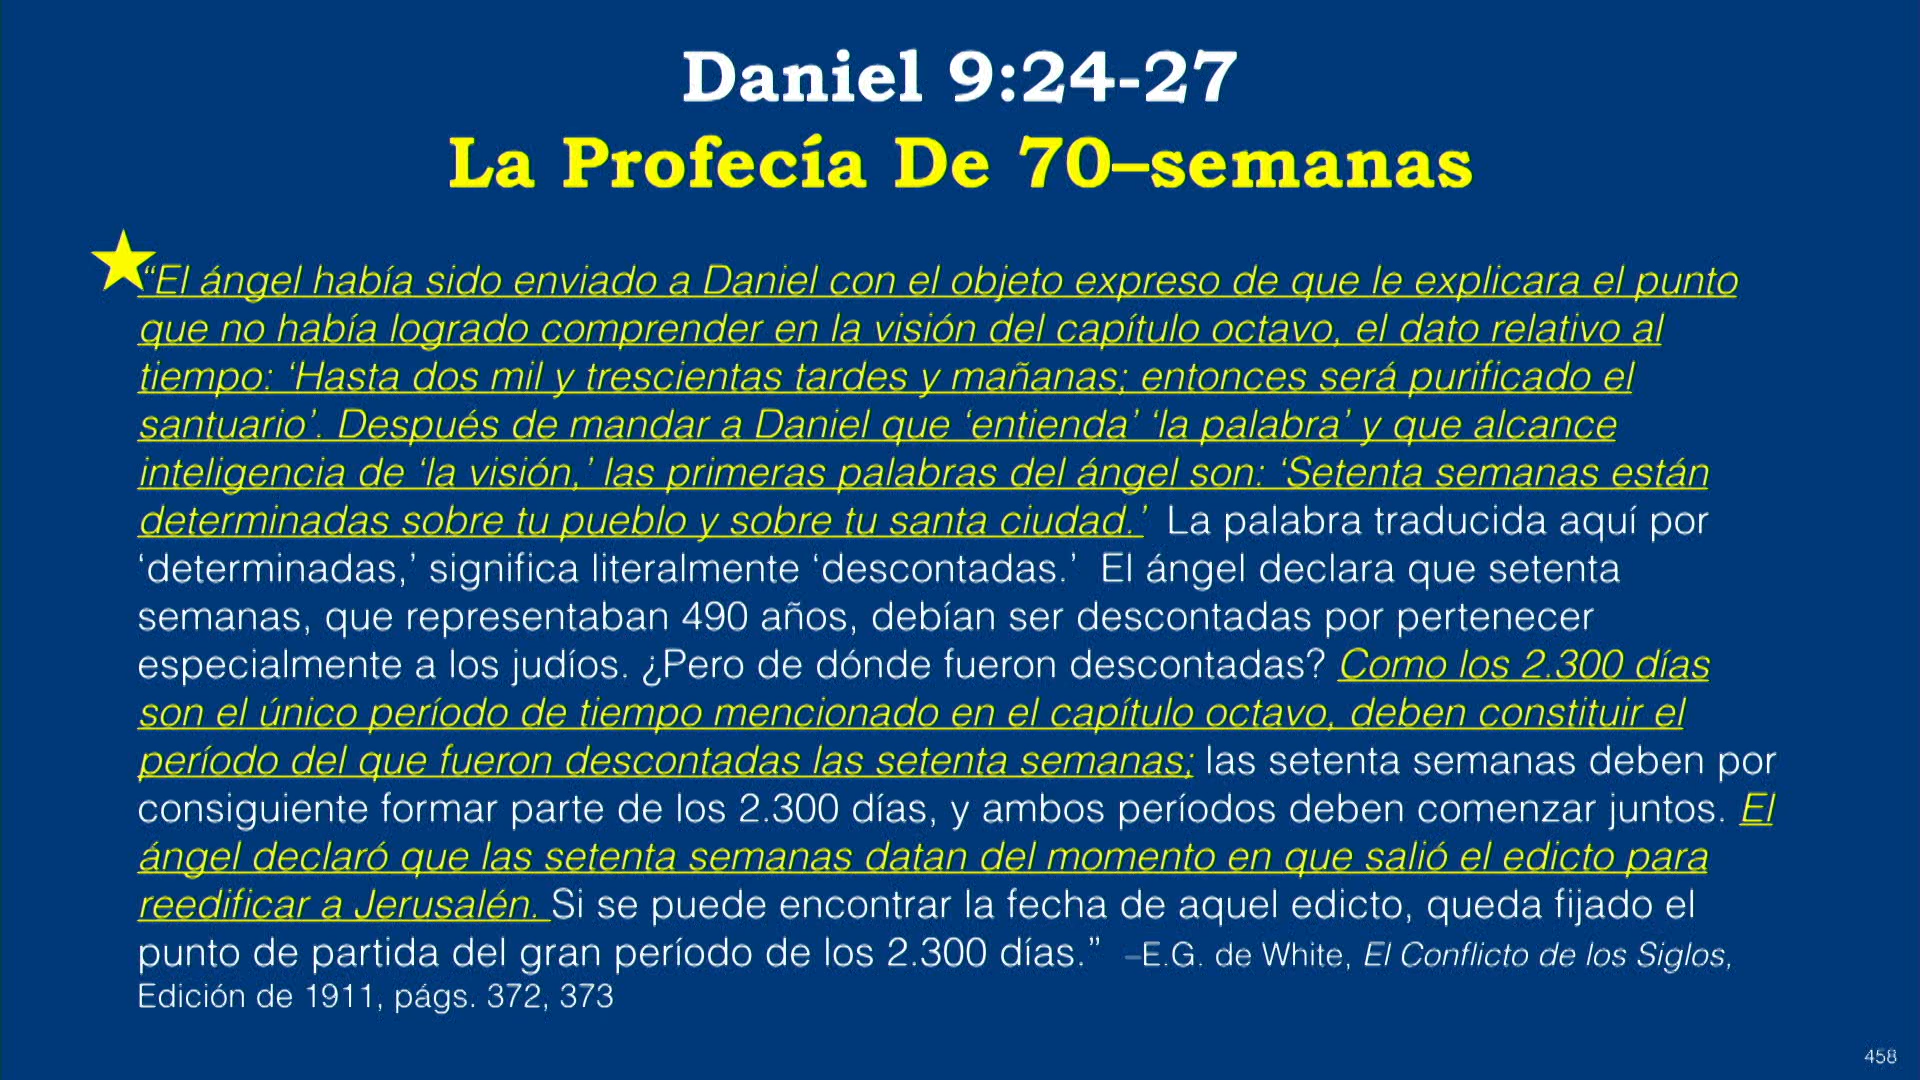 Daniel 9:24-27
La Profecía De 70–semanas
“El ángel había sido enviado a Daniel con el objeto expreso de que le explicara el punto
que no había logrado comprender en la visión del capítulo octavo, el dato relativo al
tiempo: ‘Hasta dos mil y trescientas tardes y mañanas; entonces será purificado el
santuario’. Después de mandar a Daniel que ‘entienda’ ‘la palabra’ y que alcance
inteligencia de ‘la visión,’ las primeras palabras del ángel son: ‘Setenta semanas están
determinadas sobre tu pueblo y sobre tu santa ciudad.’ La palabra traducida aquí por
‘determinadas,’ significa literalmente ‘descontadas.’ El ángel declara que setenta
semanas, que representaban 490 años, debían ser descontadas por pertenecer
especialmente a los judíos. ¿Pero de dónde fueron descontadas? Como los 2.300 días
son el único período de tiempo mencionado en el capítulo octavo, deben constituir el
período del que fueron descontadas las setenta semanas; las setenta semanas deben por
consiguiente formar parte de los 2.300 días, y ambos períodos deben comenzar juntos. El
ángel declaró que las setenta semanas datan del momento en que salió el edicto para
reedificar a Jerusalén. Si se puede encontrar la fecha de aquel edicto, queda fijado el
punto de partida del gran período de los 2.300 días.” –E.G. de White, El Conflicto de los Siglos,
Edición de 1911, págs. 372, 373
458